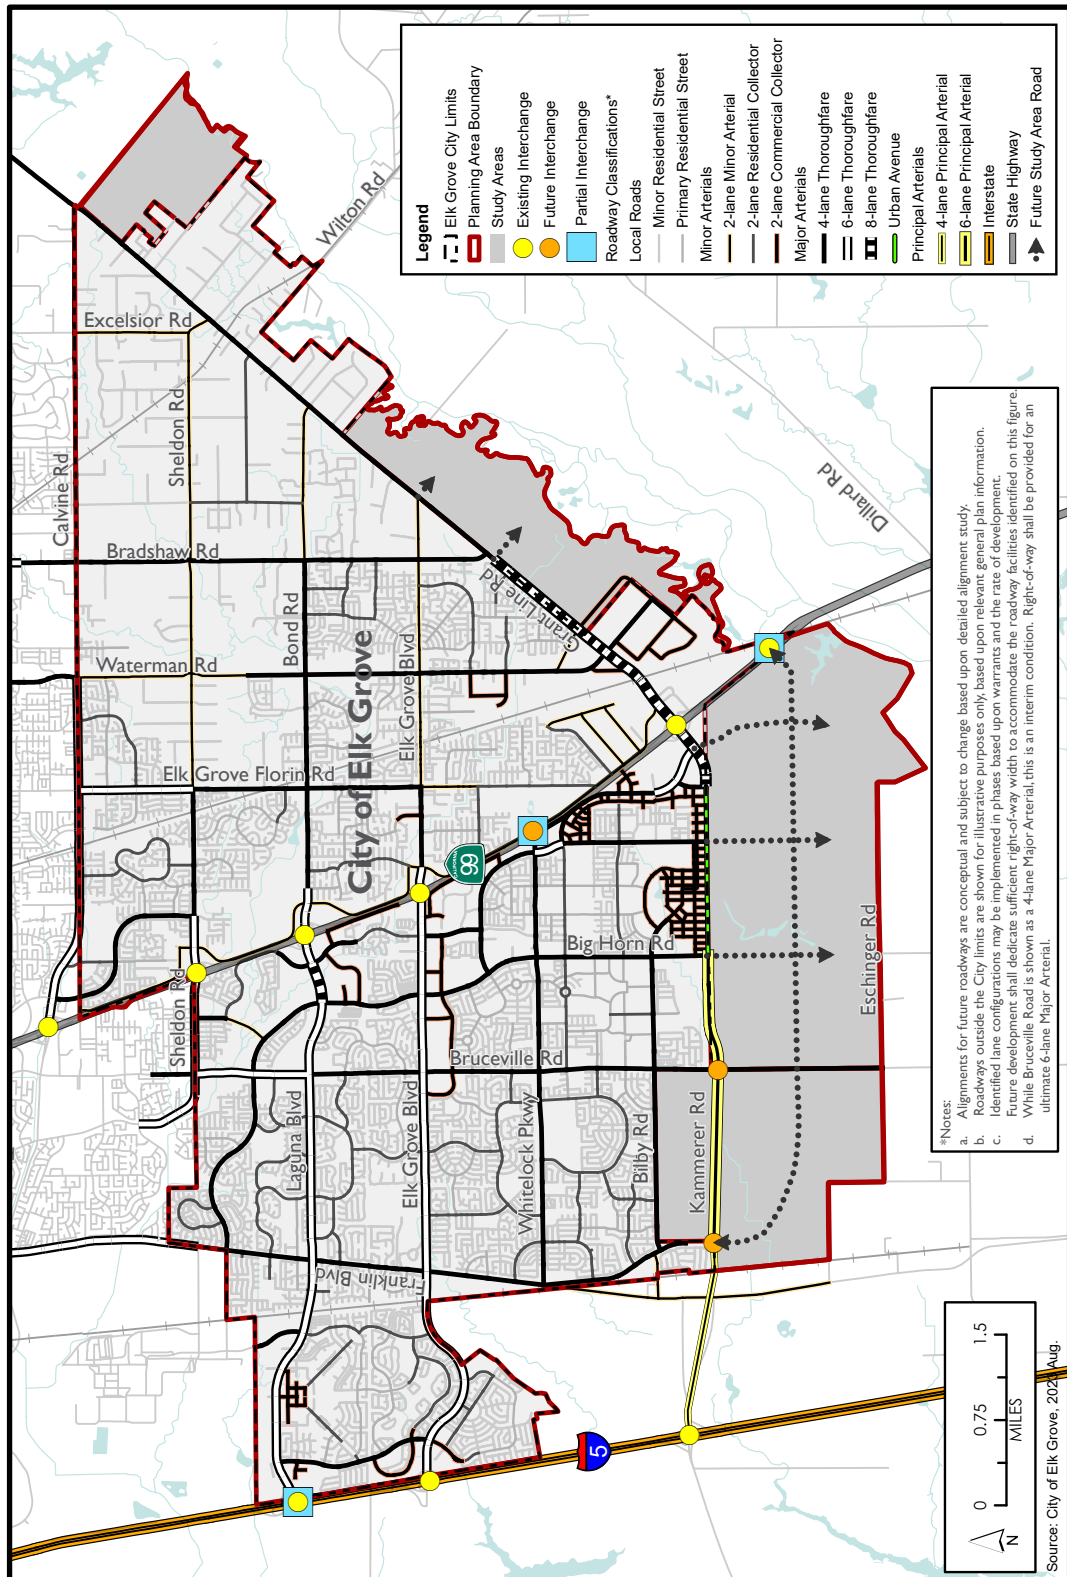 Calvine Rd
Excelsior Rd
Sheldon Rd
Wilton Rd
Bradshaw Rd
Bond Rd
Waterman Rd
Grant Line Rd
Elk Grove Blvd
City of Elk Grove
Elk Grove Florin Rd
Dillard Rd
CALIFORNIA
99
Sheldon Rd
Big Horn Rd
Bruceville Rd
Laguna Blvd
Elk Grove Blvd
Whitelock Pkwy
Bilby Rd
Kammerer Rd
Eschinger Rd
Franklin Blvd
5
Legend
Elk Grove City Limits
Planning Area Boundary
Study Areas
Existing Interchange
Future Interchange
Partial Interchange
Roadway Classifications*
Local Roads
Minor Residential Street
Primary Residential Street
Minor Arterials
2-lane Minor Arterial
2-lane Residential Collector
2-lane Commercial Collector
Major Arterials
4-lane Thoroughfare
6-lane Thoroughfare
8-lane Thoroughfare
Urban Avenue
Principal Arterials
4-lane Principal Arterial
6-lane Principal Arterial
Interstate
State Highway
Future Study Area Road
*Notes:
a. Alignments for future roadways are conceptual and subject to change based upon detailed alignment study.
b. Roadways outside the City limits are shown for illustrative purposes only, based upon relevant general plan information.
c. Identified lane configurations may be implemented in phases based upon warrants and the rate of development.
Future development shall dedicate sufficient right-of-way width to accommodate the roadway facilities identified on this figure.
d. While Bruceville Road is shown as a 4-lane Major Arterial, this is an interim condition. Right-of-way shall be provided for an
ultimate 6-lane Major Arterial.
N
0 0.75 1.5
MILES
Source: City of Elk Grove, 2023 Aug.